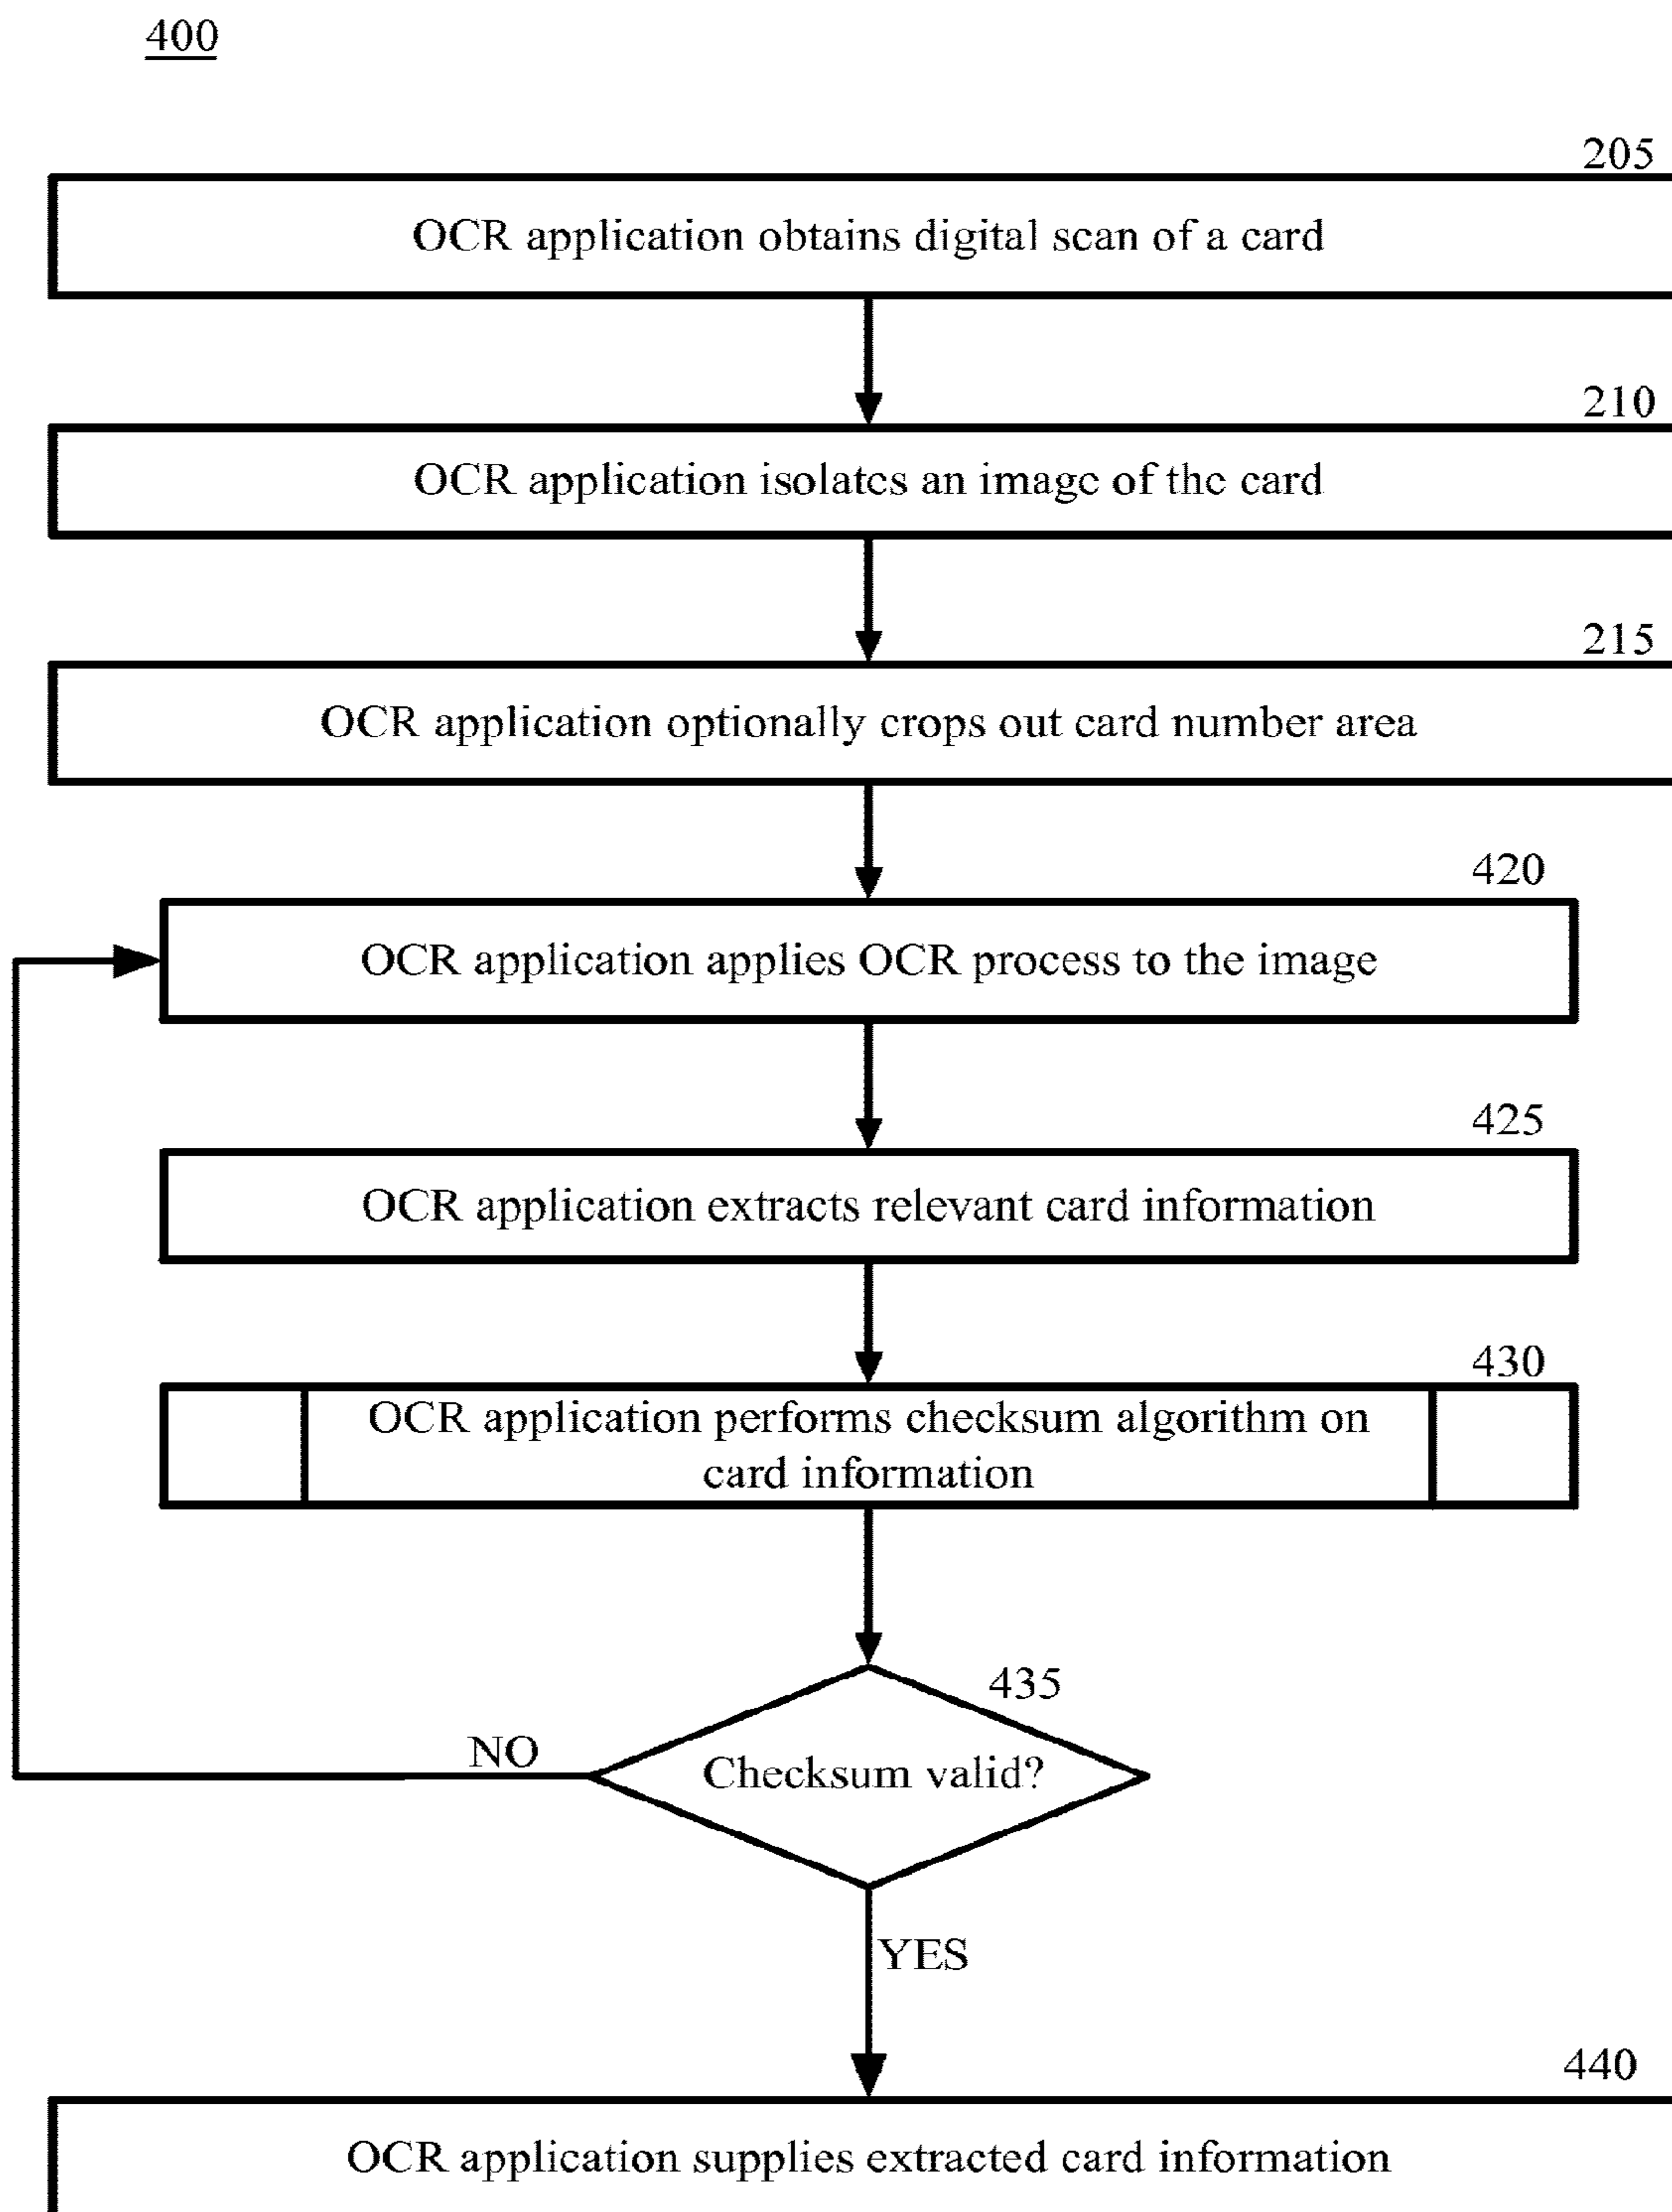 400
205
OCR application obtains digital scan of a card
210
OCR application isolates an image of the card
215
OCR application optionally crops out card number area
420
OCR application applies OCR process to the image
425
OCR application extracts relevant card information
430
OCR application performs checksum algorithm on
card information
435
Checksum valid?
NO
YES
440
OCR application supplies extracted card information